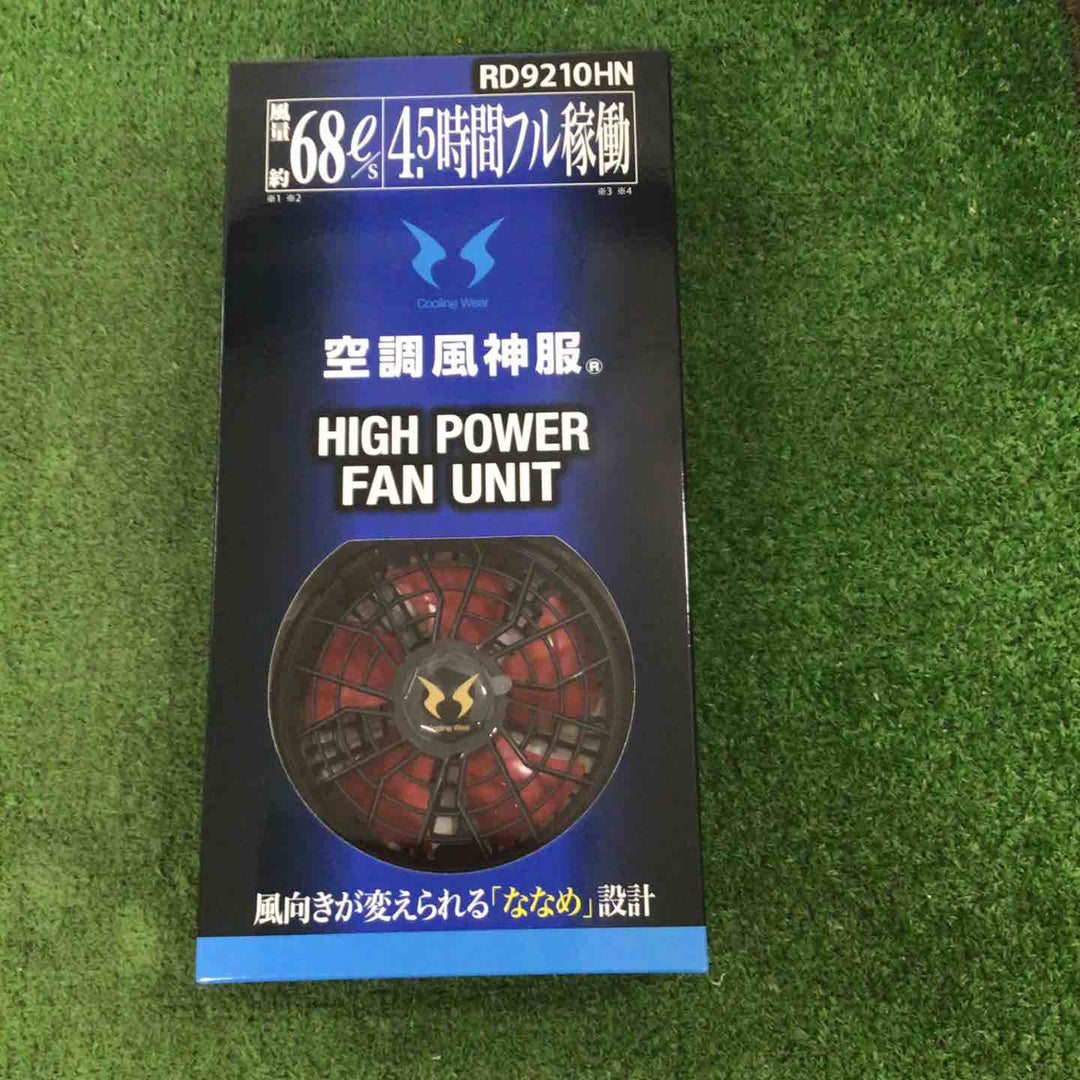 RD9210HN
風量 約 68ℓ/s 4.5時間フル稼働
※1 ※2 ※3 ※4
Cooling Wear
空調風神服®
HIGH POWER
FAN UNIT
Cooling Wear
風向きが変えられる「ななめ」設計